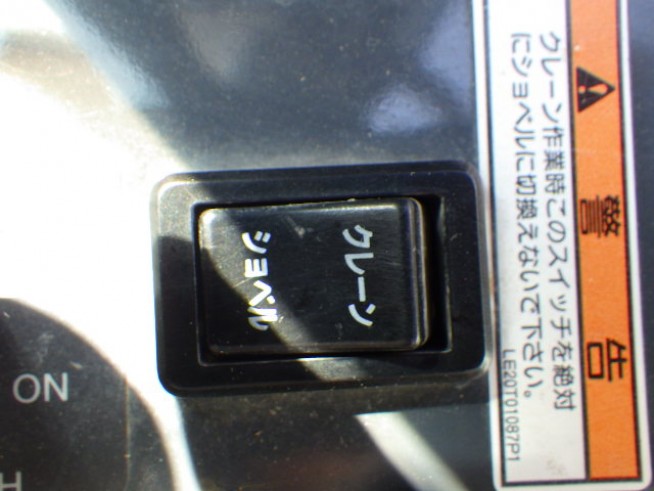 警告
クレーン作業時このスイッチを絶対
にショベルに切換えないで下さい。
LE20T01087P1
クレーン
ショベル
ON
H